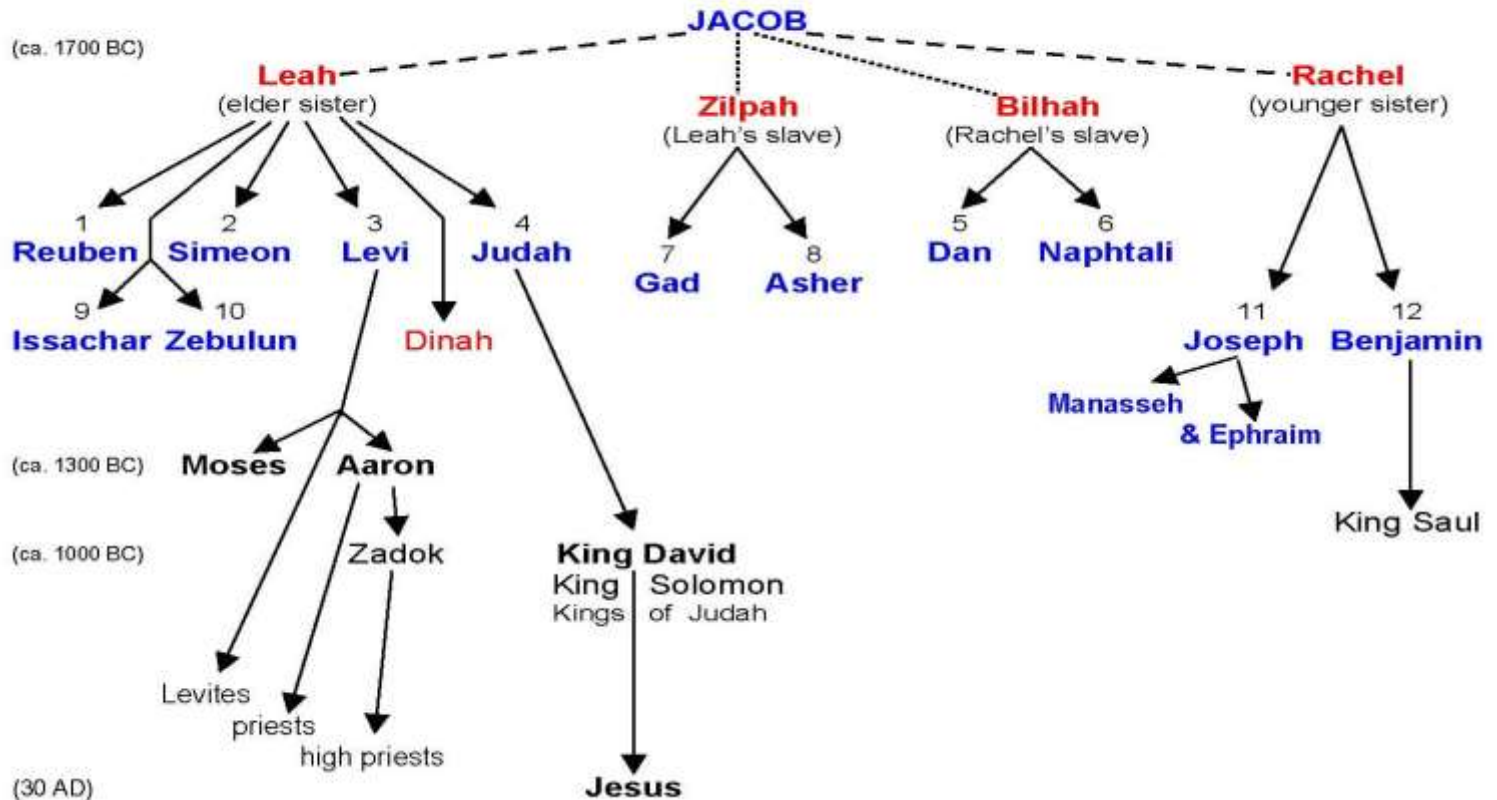 JACOB
(ca. 1700 BC)
Leah
(elder sister)
Zilpah
(Leah's slave)
Bilhah
(Rachel's slave)
Rachel
(younger sister)
1
Reuben
2
Simeon
3
Levi
4
Judah
7
Gad
8
Asher
5
Dan
6
Naphtali
9
Issachar
10
Zebulun
Dinah
11
Joseph
12
Benjamin
Manasseh
& Ephraim
(ca. 1300 BC)
Moses
Aaron
King Saul
(ca. 1000 BC)
Zadok
King David
King Solomon
Kings of Judah
Levites
priests
high priests
(30 AD)
Jesus